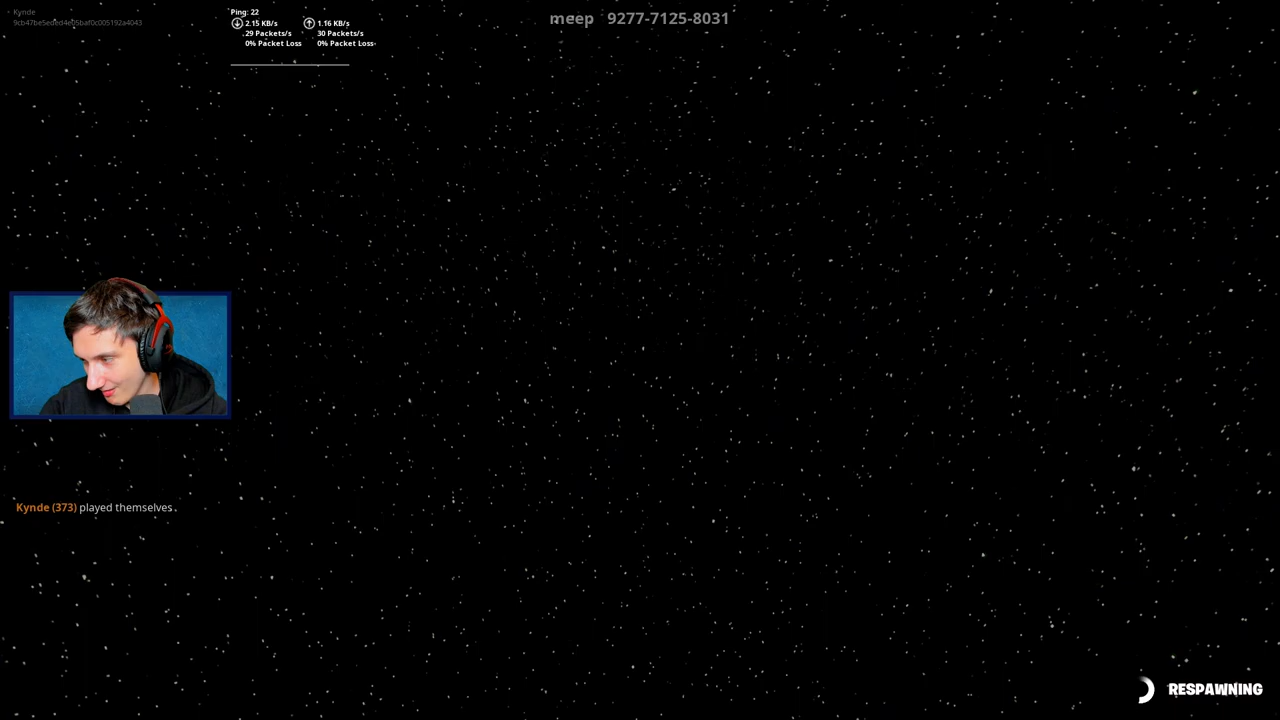 Kynde
Ping: 22
meep 9277-7125-8031
2.15 KB/s 1.16 KB/s
29 Packets/s 30 Packets/s
0% Packet Loss 0% Packet Loss
Kynde (373) played themselves.
RESPAWNING